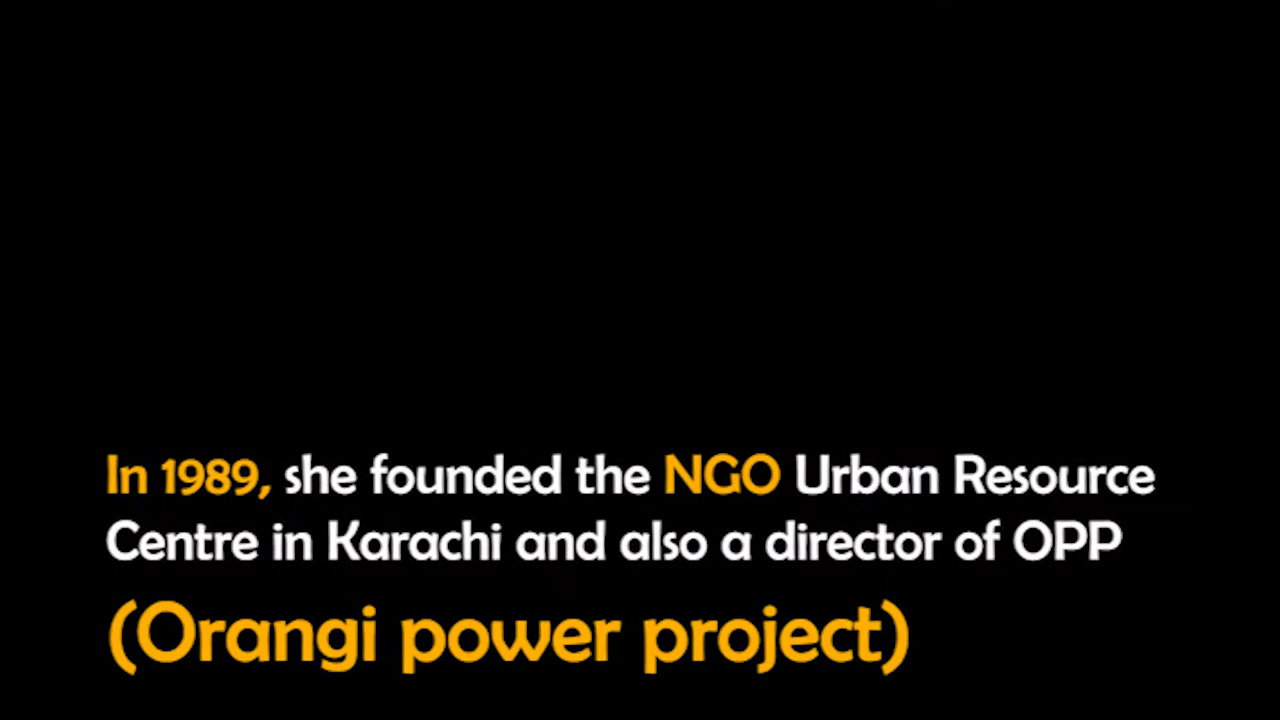 In 1989, she founded the NGO Urban Resource
Centre in Karachi and also a director of OPP
(Orangi power project)